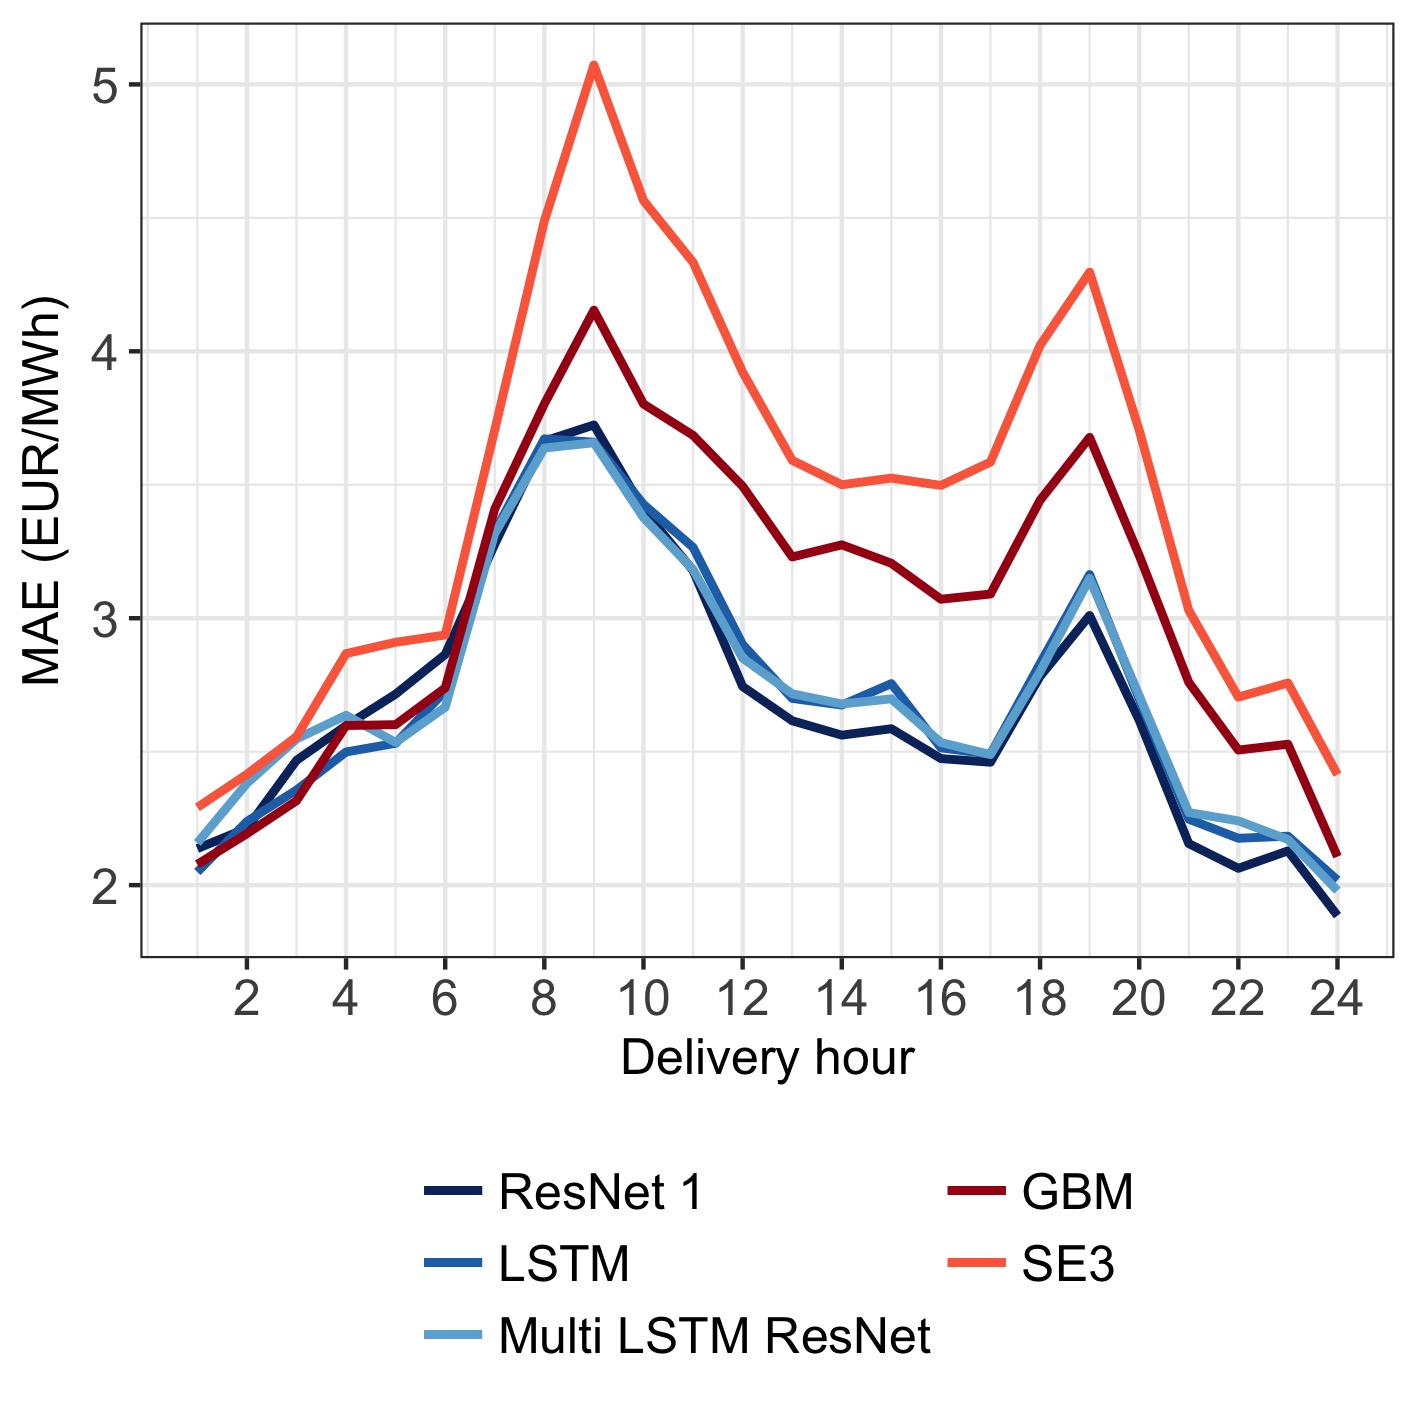 MAE (EUR/MWh)
5
4
3
2
2 4 6 8 10 12 14 16 18 20 22 24
Delivery hour
ResNet 1
LSTM
Multi LSTM ResNet
GBM
SE3